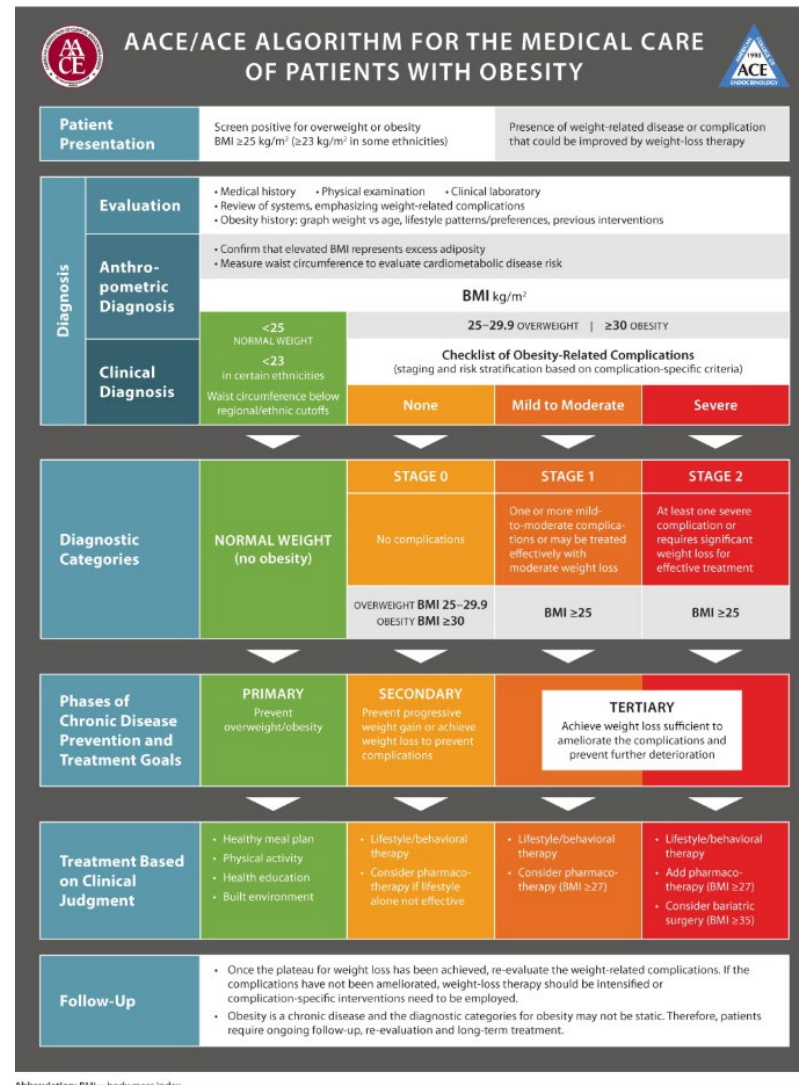 AACE
AACE/ACE ALGORITHM FOR THE MEDICAL CARE
OF PATIENTS WITH OBESITY
AMERICAN COLLEGE OF
1993
ACE
ENDOCRINOLOGY
Patient
Presentation
Screen positive for overweight or obesity
BMI ≥25 kg/m² (≥23 kg/m² in some ethnicities)
Presence of weight-related disease or complication
that could be improved by weight-loss therapy
Diagnosis
Evaluation
• Medical history • Physical examination • Clinical laboratory
• Review of systems, emphasizing weight-related complications
• Obesity history: graph weight vs age, lifestyle patterns/preferences, previous interventions
Anthro-
pometric
Diagnosis
• Confirm that elevated BMI represents excess adiposity
• Measure waist circumference to evaluate cardiometabolic disease risk
BMI kg/m²
<25
NORMAL WEIGHT
<23
in certain ethnicities
Waist circumference below
regional/ethnic cutoffs
25–29.9 OVERWEIGHT | ≥30 OBESITY
Clinical
Diagnosis
Checklist of Obesity-Related Complications
(staging and risk stratification based on complication-specific criteria)
None
Mild to Moderate
Severe
Diagnostic
Categories
NORMAL WEIGHT
(no obesity)
STAGE 0
No complications
OVERWEIGHT BMI 25–29.9
OBESITY BMI ≥30
STAGE 1
One or more mild-
to-moderate complica-
tions or may be treated
effectively with
moderate weight loss
BMI ≥25
STAGE 2
At least one severe
complication or
requires significant
weight loss for
effective treatment
BMI ≥25
Phases of
Chronic Disease
Prevention and
Treatment Goals
PRIMARY
Prevent
overweight/obesity
SECONDARY
Prevent progressive
weight gain or achieve
weight loss to prevent
complications
TERTIARY
Achieve weight loss sufficient to
ameliorate the complications and
prevent further deterioration
Treatment Based
on Clinical
Judgment
• Healthy meal plan
• Physical activity
• Health education
• Built environment
• Lifestyle/behavioral
therapy
• Consider pharmaco-
therapy if lifestyle
alone not effective
• Lifestyle/behavioral
therapy
• Consider pharmaco-
therapy (BMI ≥27)
• Lifestyle/behavioral
therapy
• Add pharmaco-
therapy (BMI ≥27)
• Consider bariatric
surgery (BMI ≥35)
Follow-Up
• Once the plateau for weight loss has been achieved, re-evaluate the weight-related complications. If the
complications have not been ameliorated, weight-loss therapy should be intensified or
complication-specific interventions need to be employed.
• Obesity is a chronic disease and the diagnostic categories for obesity may not be static. Therefore, patients
require ongoing follow-up, re-evaluation and long-term treatment.